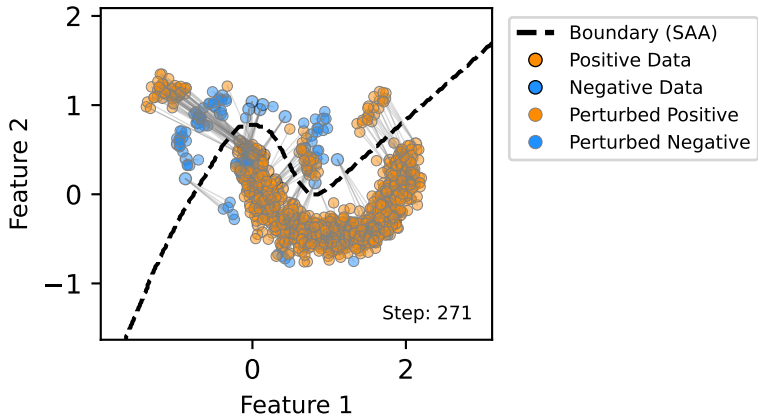 2
1
0
−1
0
2
Feature 2
Feature 1
Step: 271
Boundary (SAA)
Positive Data
Negative Data
Perturbed Positive
Perturbed Negative